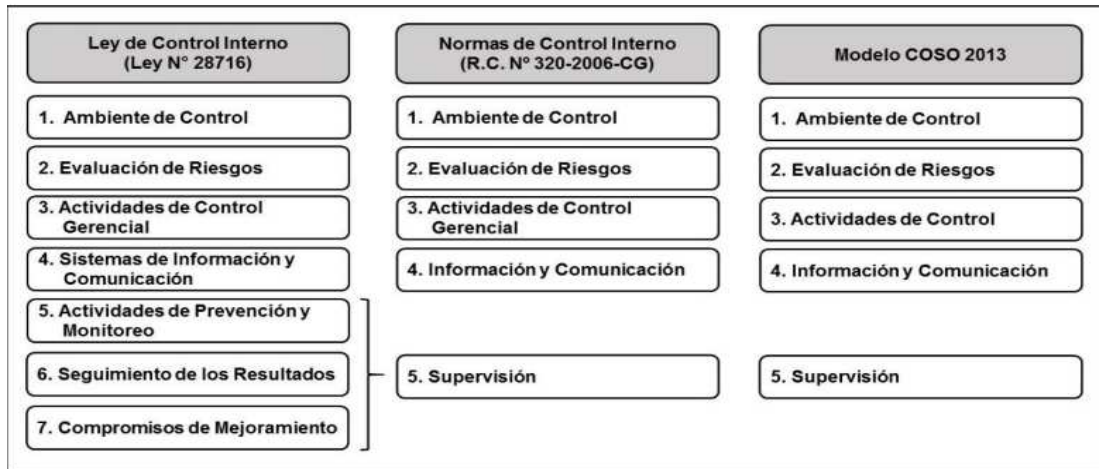 Ley de Control Interno
(Ley N° 28716)
1. Ambiente de Control
2. Evaluación de Riesgos
3. Actividades de Control
Gerencial
4. Sistemas de Información y
Comunicación
5. Actividades de Prevención y
Monitoreo
6. Seguimiento de los Resultados
7. Compromisos de Mejoramiento
Normas de Control Interno
(R.C. Nº 320-2006-CG)
1. Ambiente de Control
2. Evaluación de Riesgos
3. Actividades de Control
Gerencial
4. Información y Comunicación
5. Supervisión
Modelo COSO 2013
1. Ambiente de Control
2. Evaluación de Riesgos
3. Actividades de Control
4. Información y Comunicación
5. Supervisión